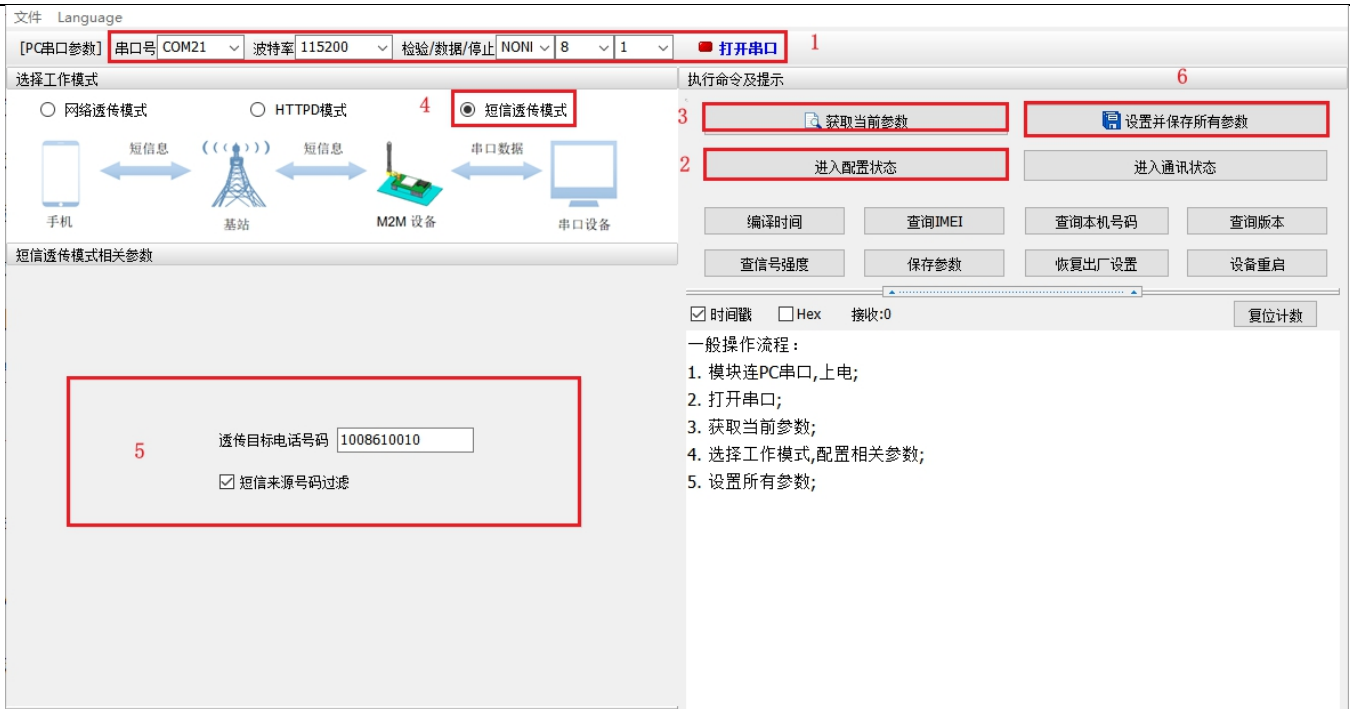 文件 Language
[PC串口参数] 串口号 COM21 波特率 115200 检验/数据/停止 NONI 8 1 打开串口 1
选择工作模式
网络透传模式 HTTPD模式 4 短信透传模式
短信息 短信息 串口数据
手机 基站 M2M 设备 串口设备
短信透传模式相关参数
5
透传目标电话号码 1008610010
短信来源号码过滤
执行命令及提示 6
3 获取当前参数 设置并保存所有参数
2 进入配置状态 进入通讯状态
编译时间 查询IMEI 查询本机号码 查询版本
查信号强度 保存参数 恢复出厂设置 设备重启
时间戳 Hex 接收:0 复位计数
一般操作流程:
1. 模块连PC串口,上电;
2. 打开串口;
3. 获取当前参数;
4. 选择工作模式,配置相关参数;
5. 设置所有参数;